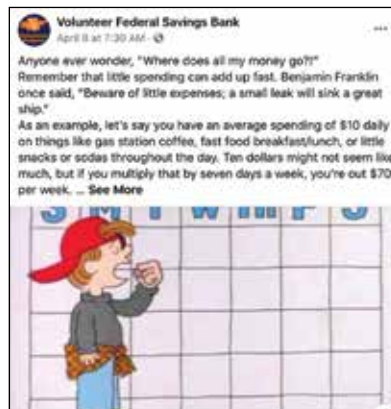 Volunteer Federal Savings Bank
April 8 at 7:30 AM ·
Anyone ever wonder, "Where does all my money go?!"
Remember that little spending can add up fast. Benjamin Franklin
once said, "Beware of little expenses; a small leak will sink a great
ship."
As an example, let's say you have an average spending of $10 daily
on things like gas station coffee, fast food breakfast/lunch, or little
snacks or sodas throughout the day. Ten dollars might not seem like
much, but if you multiply that by seven days a week, you're out $70
per week. ... See More
S M T W T F S